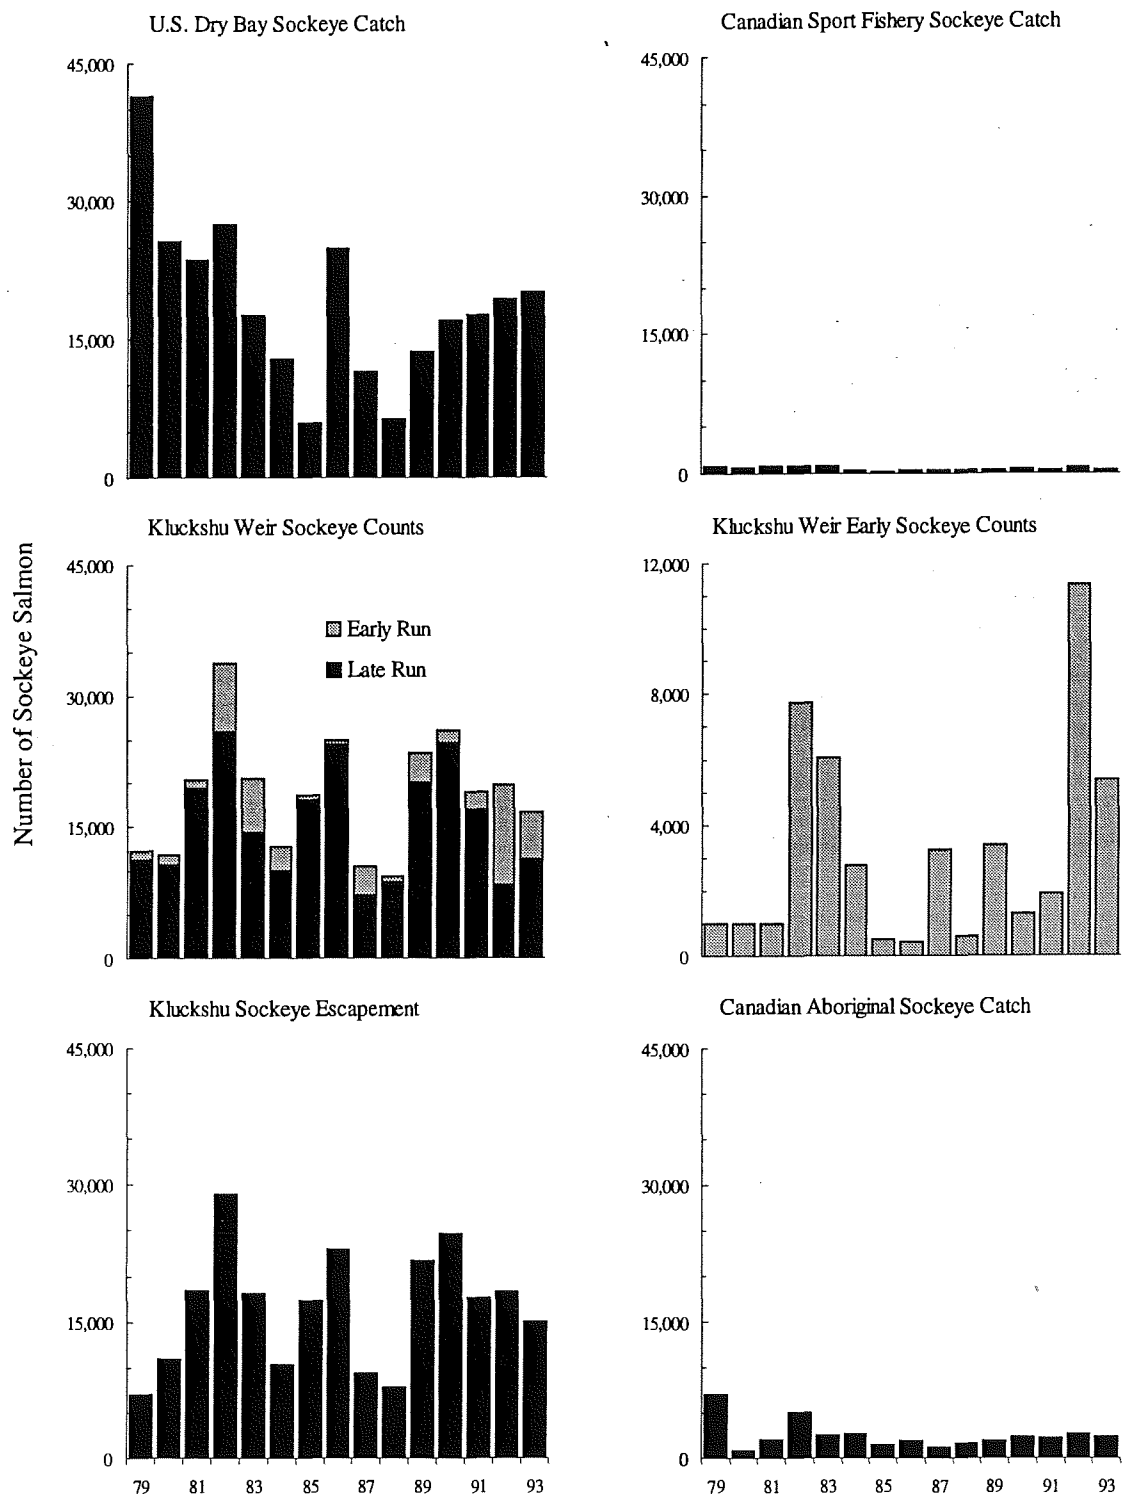 U.S. Dry Bay Sockeye Catch
45,000
30,000
15,000
0
Canadian Sport Fishery Sockeye Catch
45,000
30,000
15,000
0
Number of Sockeye Salmon
Kluckshu Weir Sockeye Counts
45,000
30,000
15,000
0
Early Run
Late Run
Kluckshu Weir Early Sockeye Counts
12,000
8,000
4,000
0
Kluckshu Sockeye Escapement
45,000
30,000
15,000
0
79 81 83 85 87 89 91 93
Canadian Aboriginal Sockeye Catch
45,000
30,000
15,000
0
79 81 83 85 87 89 91 93